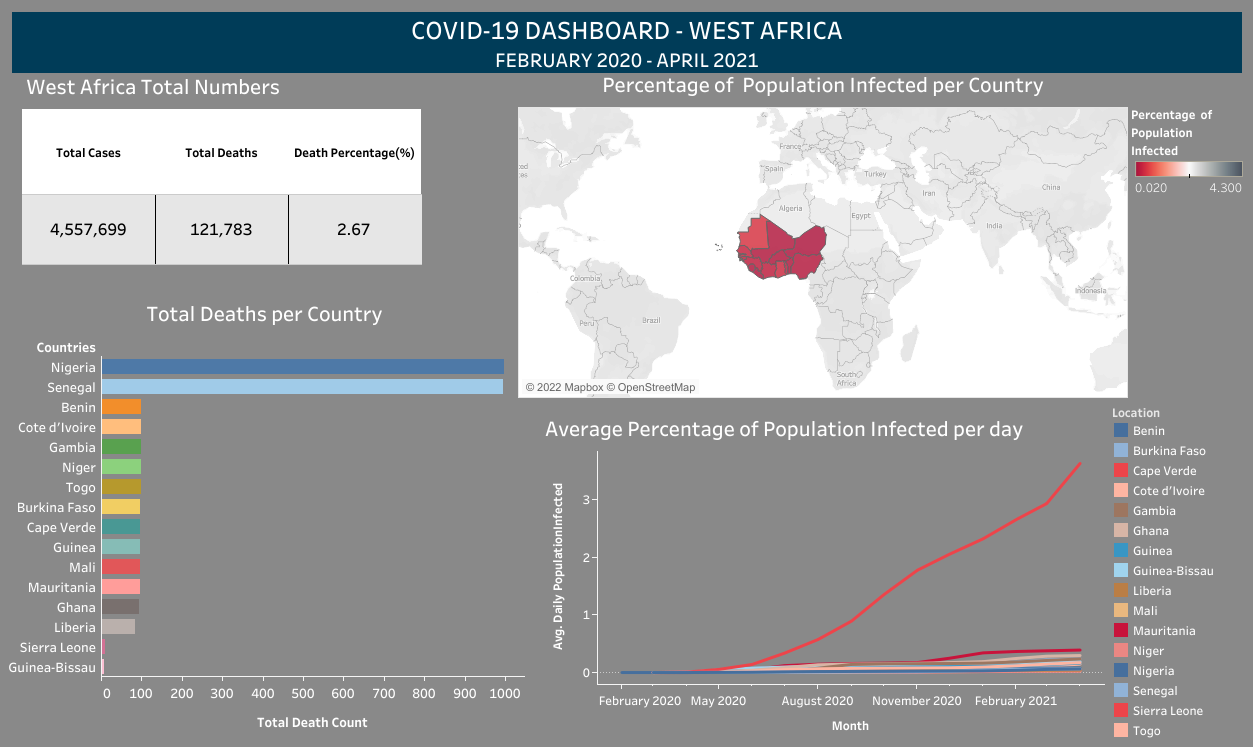 COVID-19 DASHBOARD - WEST AFRICA
FEBRUARY 2020 - APRIL 2021
West Africa Total Numbers
Total Cases
Total Deaths
Death Percentage(%)
4,557,699
121,783
2.67
Percentage of Population Infected per Country
France
Spain
Turkey
Iran
China
Algeria
Egypt
India
Colombia
Indonesia
Peru
Brazil
South
Africa
© 2022 Mapbox © OpenStreetMap
Percentage of
Population
Infected
0.020
4.300
Total Deaths per Country
Countries
Nigeria
Senegal
Benin
Cote d’Ivoire
Gambia
Niger
Togo
Burkina Faso
Cape Verde
Guinea
Mali
Mauritania
Ghana
Liberia
Sierra Leone
Guinea-Bissau
0 100 200 300 400 500 600 700 800 900 1000
Total Death Count
Average Percentage of Population Infected per day
Avg. Daily PopulationInfected
3
2
1
0
February 2020 May 2020 August 2020 November 2020 February 2021
Month
Location
Benin
Burkina Faso
Cape Verde
Cote d’Ivoire
Gambia
Ghana
Guinea
Guinea-Bissau
Liberia
Mali
Mauritania
Niger
Nigeria
Senegal
Sierra Leone
Togo